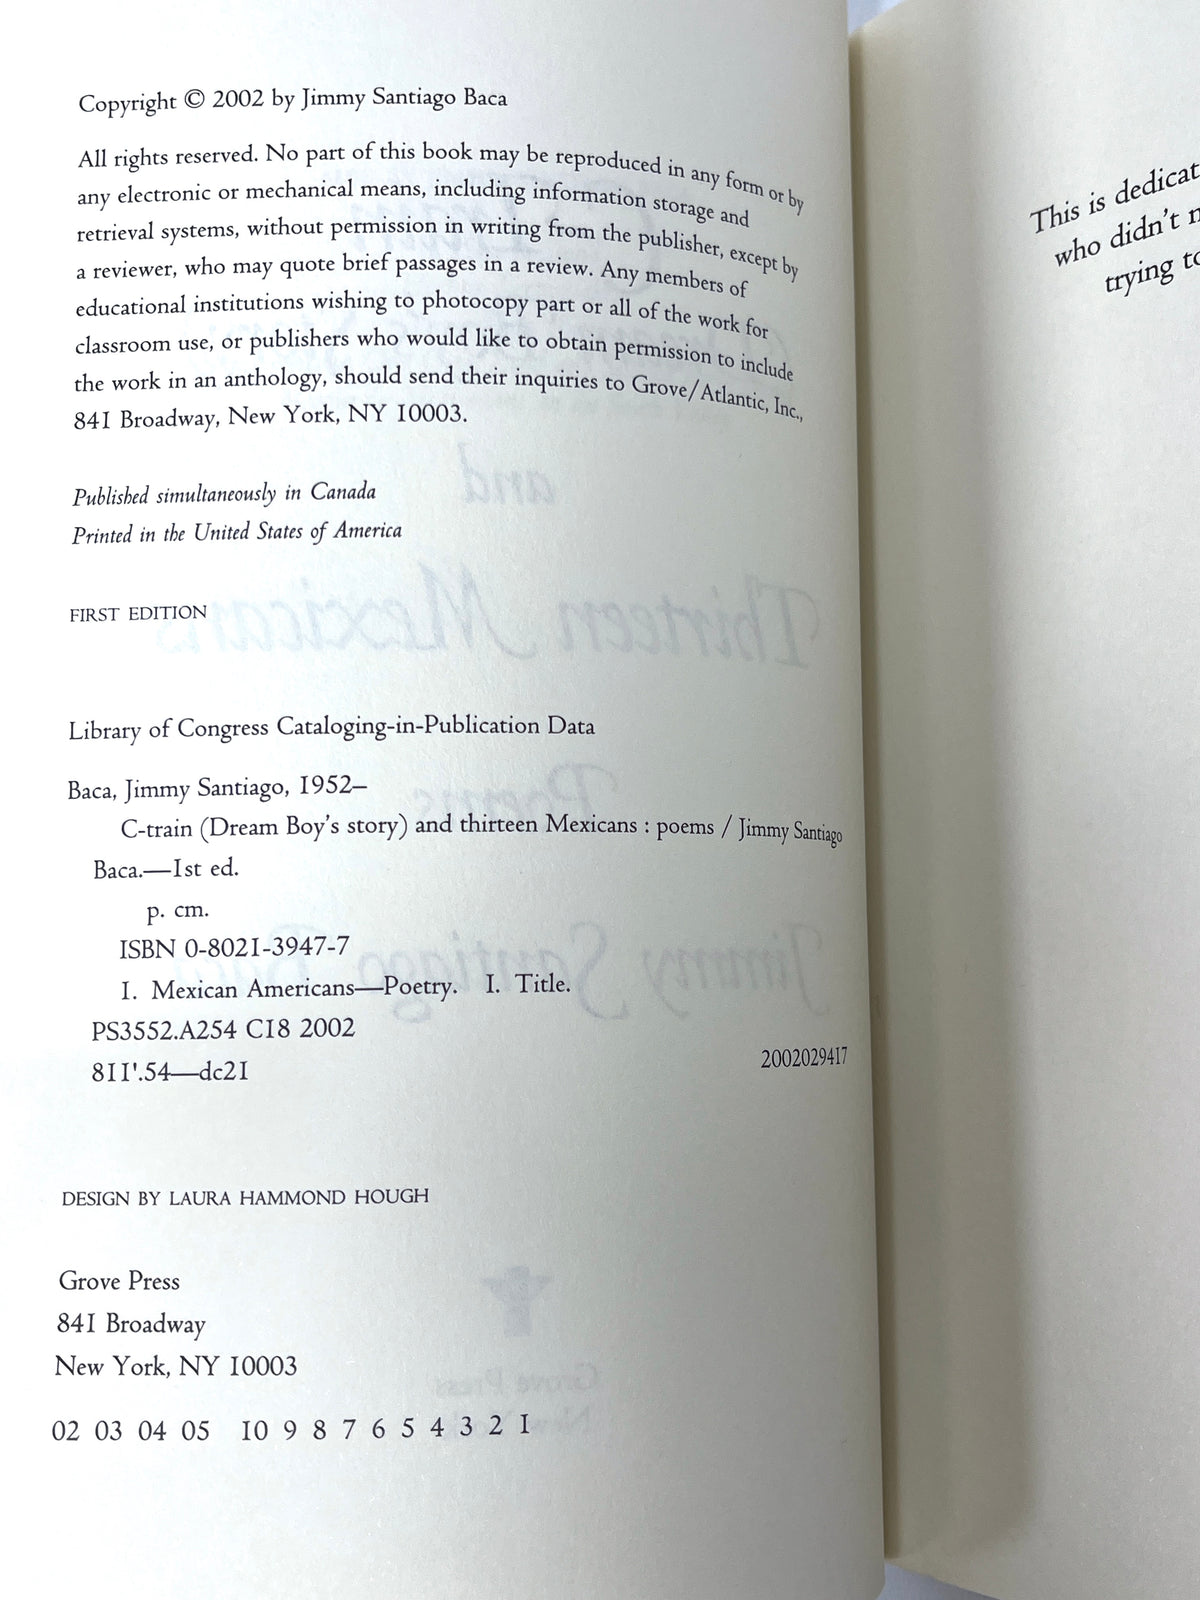 Copyright © 2002 by Jimmy Santiago Baca
All rights reserved. No part of this book may be reproduced in any form or by
any electronic or mechanical means, including information storage and
retrieval systems, without permission in writing from the publisher, except by
a reviewer, who may quote brief passages in a review. Any members of
educational institutions wishing to photocopy part or all of the work for
classroom use, or publishers who would like to obtain permission to include
the work in an anthology, should send their inquiries to Grove/Atlantic, Inc.,
841 Broadway, New York, NY 10003.
Published simultaneously in Canada
Printed in the United States of America
FIRST EDITION
Library of Congress Cataloging-in-Publication Data
Baca, Jimmy Santiago, 1952–
C-train (Dream Boy's story) and thirteen Mexicans : poems / Jimmy Santiago
Baca.—1st ed.
p. cm.
ISBN 0-8021-3947-7
1. Mexican Americans—Poetry. I. Title.
PS3552.A254 C18 2002
811'.54—dc21
2002029417
DESIGN BY LAURA HAMMOND HOUGH
Grove Press
841 Broadway
New York, NY 10003
02 03 04 05 10 9 8 7 6 5 4 3 2 1
This is dedicat
who didn't n
trying to